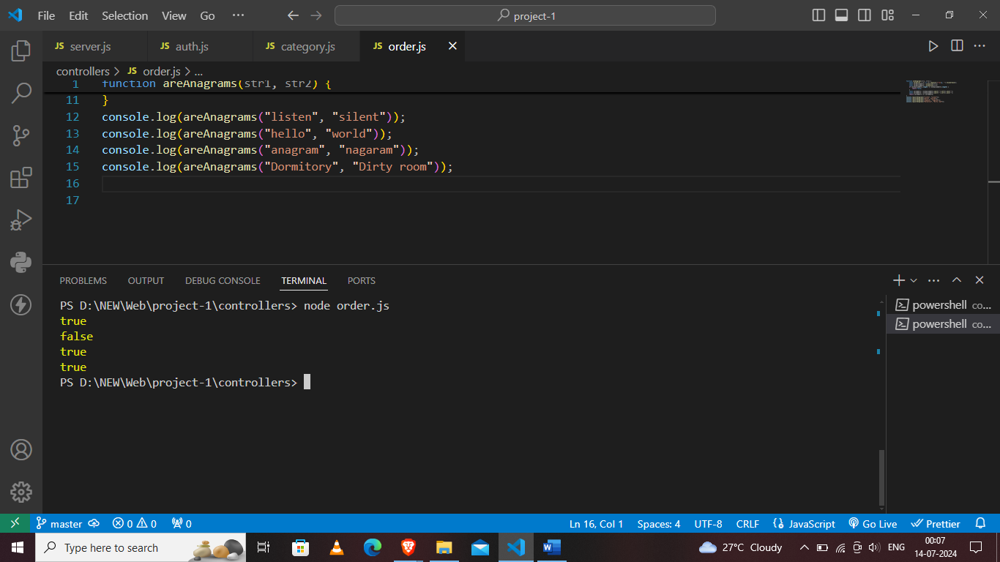 File Edit Selection View Go ··· project-1
JS server.js JS auth.js JS category.js JS order.js
controllers > JS order.js > ...
1 function areAnagrams(str1, str2) {
11 }
12 console.log(areAnagrams("listen", "silent"));
13 console.log(areAnagrams("hello", "world"));
14 console.log(areAnagrams("anagram", "nagaram"));
15 console.log(areAnagrams("Dormitory", "Dirty room"));
16
17
PROBLEMS OUTPUT DEBUG CONSOLE TERMINAL PORTS
PS D:\NEW\Web\project-1\controllers> node order.js
true
false
true
true
PS D:\NEW\Web\project-1\controllers>
powershell co...
powershell co...
master 0 0 0 Ln 16, Col 1 Spaces: 4 UTF-8 CRLF {} JavaScript Go Live Prettier
Type here to search 27°C Cloudy ENG 00:07
14-07-2024